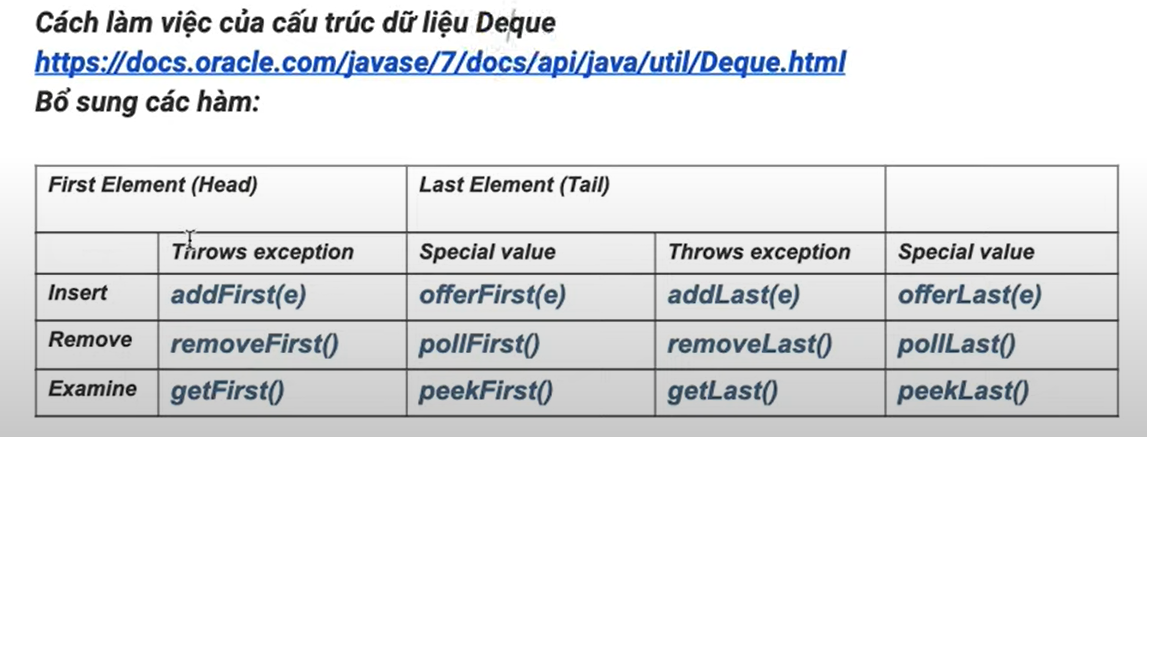 Cách làm việc của cấu trúc dữ liệu Deque
https://docs.oracle.com/javase/7/docs/api/java/util/Deque.html
Bổ sung các hàm:
First Element (Head) Last Element (Tail)
Throws exception Special value Throws exception Special value
Insert addFirst(e) offerFirst(e) addLast(e) offerLast(e)
Remove removeFirst() pollFirst() removeLast() pollLast()
Examine getFirst() peekFirst() getLast() peekLast()